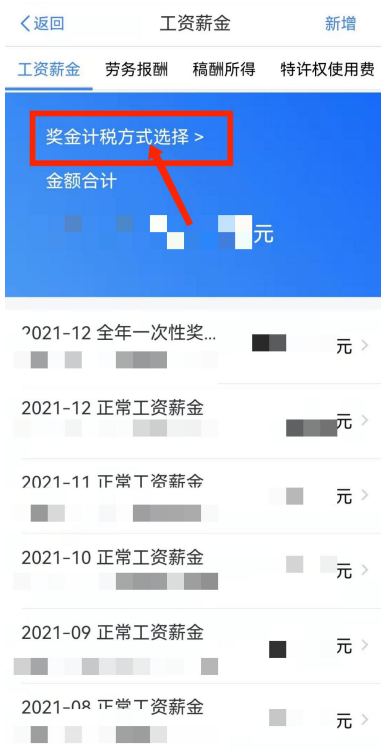 返回 工资薪金 新增
工资薪金 劳务报酬 稿酬所得 特许权使用费
奖金计税方式选择 >
金额合计
元
2021-12 全年一次性奖...
元
2021-12 正常工资薪金
元
2021-11 正常工资薪金
元
2021-10 正常工资薪金
元
2021-09 正常工资薪金
元
2021-08 正常工资薪金
元